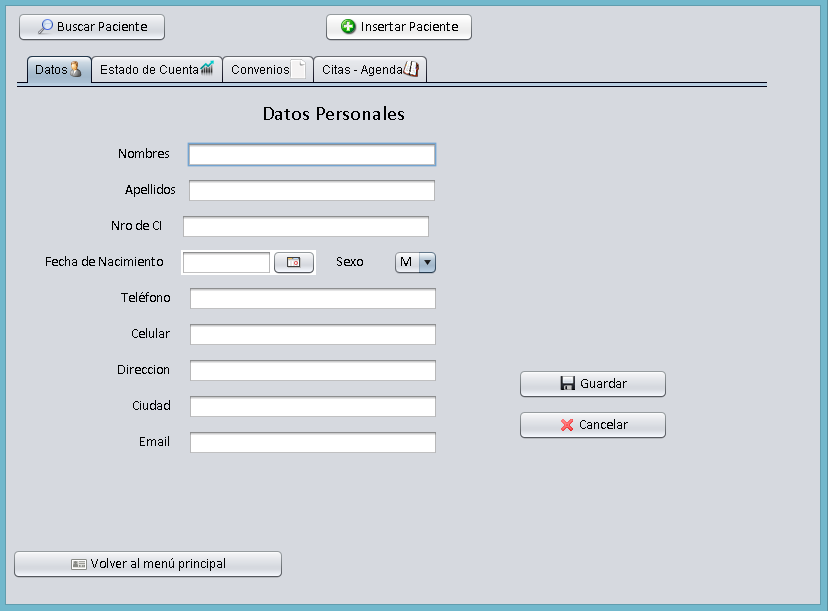 Buscar Paciente
Insertar Paciente
Datos
Estado de Cuenta
Convenios
Citas - Agenda
Datos Personales
Nombres
Apellidos
Nro de CI
Fecha de Nacimiento
Sexo
M
Teléfono
Celular
Direccion
Ciudad
Email
Guardar
Cancelar
Volver al menú principal